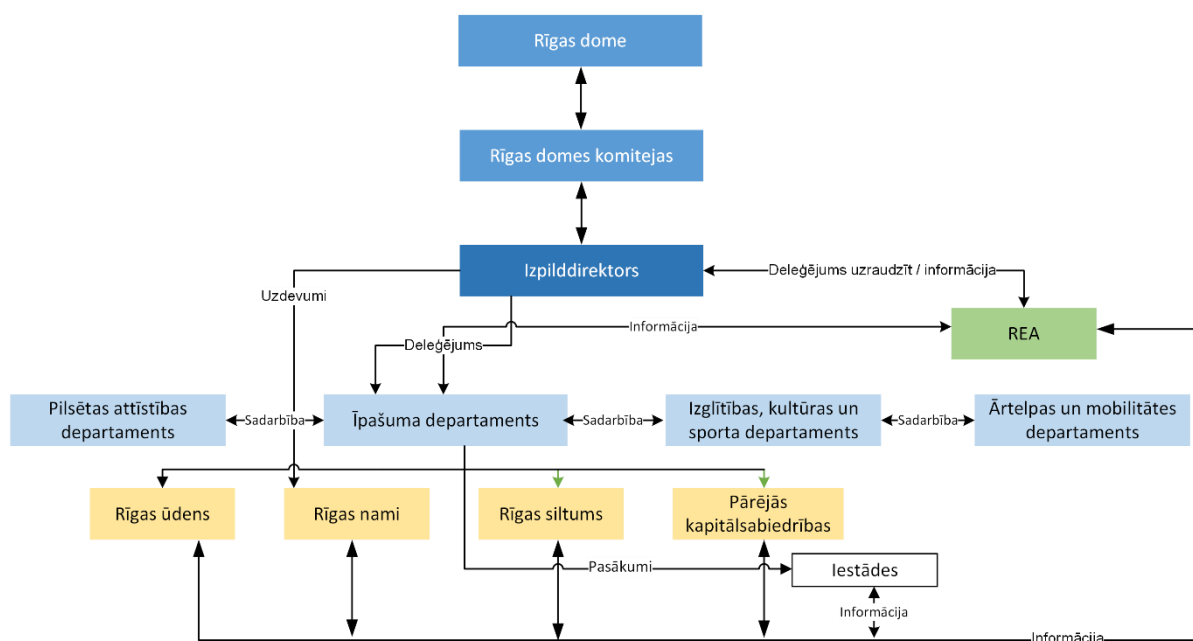 Rīgas dome
Rīgas domes komitejas
Izpilddirektors
Deleģējums uzraudzīt / informācija
Uzdevumi
Informācija
REA
Deleģējums
Pilsētas attīstības
departaments
Sadarbība
Īpašuma departaments
Sadarbība
Izglītības, kultūras un
sporta departaments
Sadarbība
Ārtelpas un mobilitātes
departaments
Rīgas ūdens
Rīgas nami
Rīgas siltums
Pārējās
kapitālsabiedrības
Pasākumi
Iestādes
Informācija
Informācija